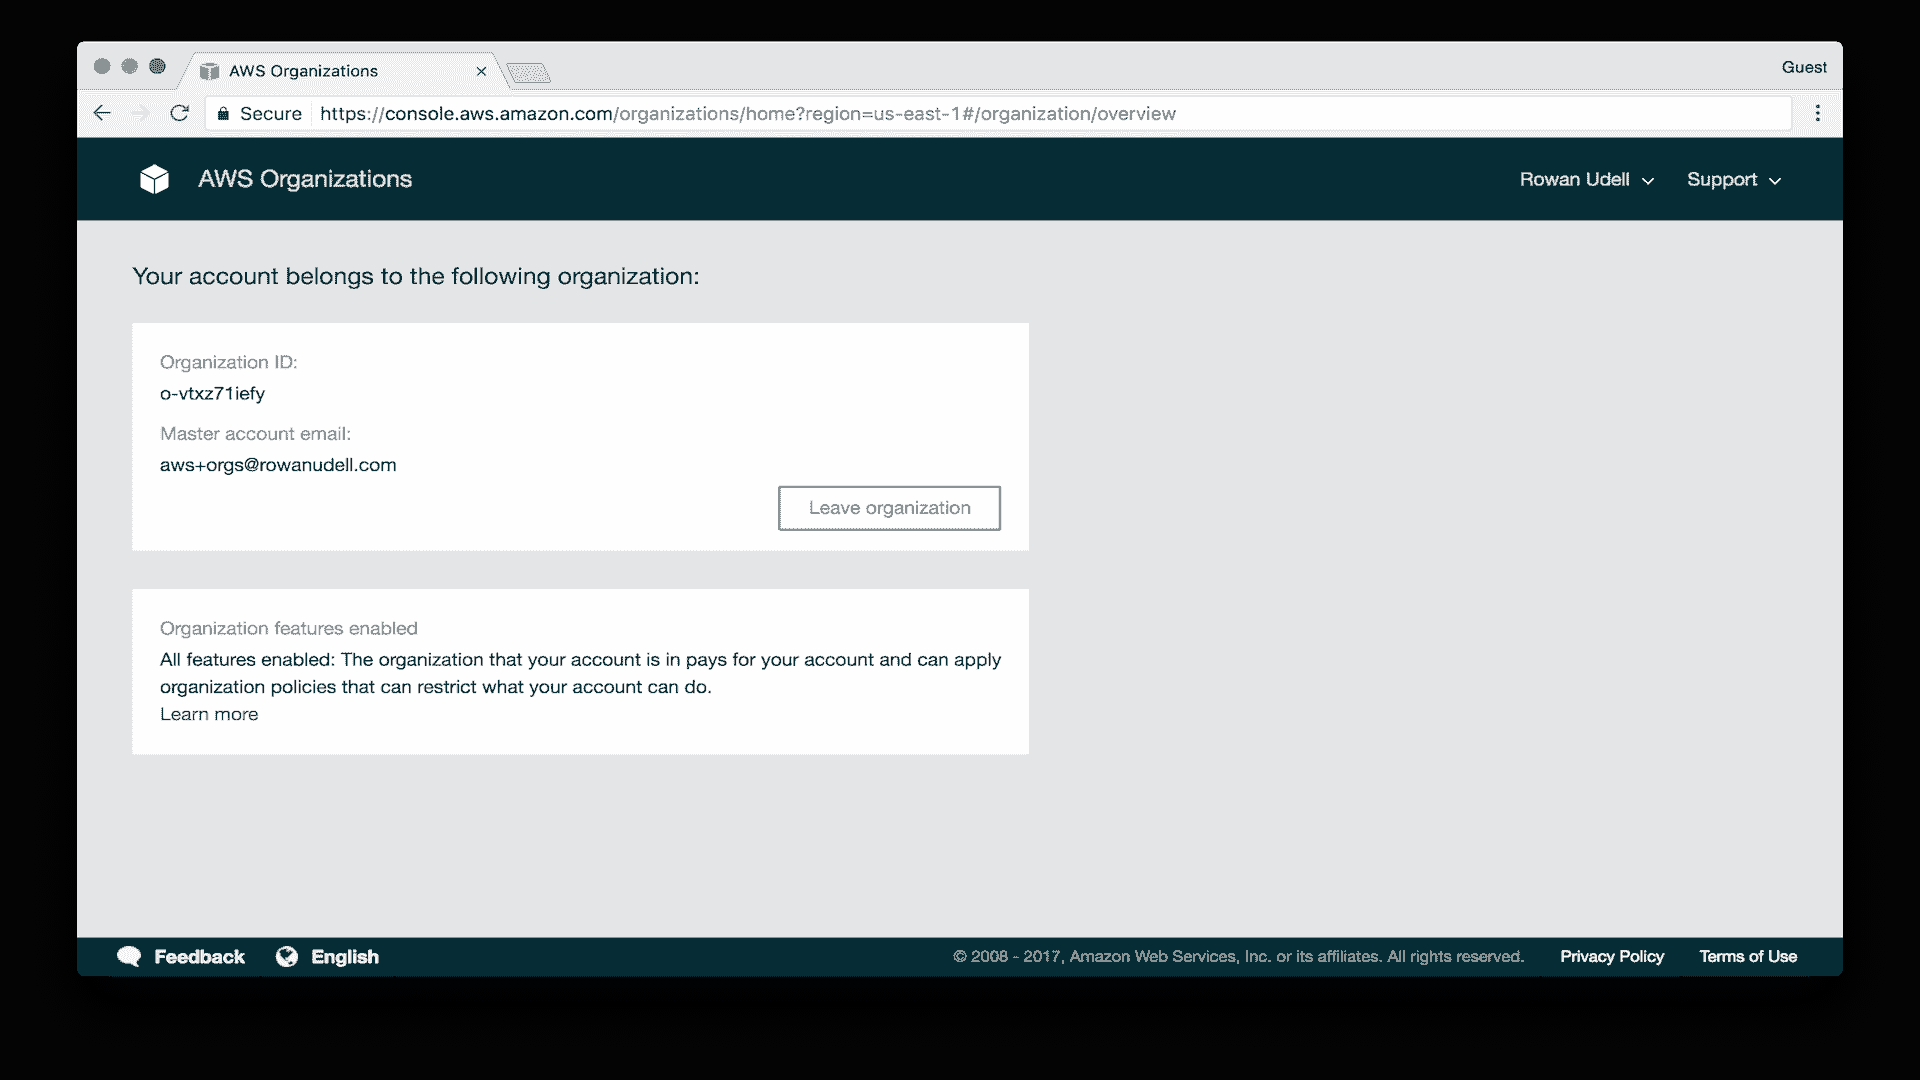 AWS Organizations
Guest
Secure https://console.aws.amazon.com/organizations/home?region=us-east-1#/organization/overview
AWS Organizations
Rowan Udell
Support
Your account belongs to the following organization:
Organization ID:
o-vtxz71iefy
Master account email:
aws+orgs@rowanudell.com
Leave organization
Organization features enabled
All features enabled: The organization that your account is in pays for your account and can apply
organization policies that can restrict what your account can do.
Learn more
Feedback
English
© 2008 - 2017, Amazon Web Services, Inc. or its affiliates. All rights reserved.
Privacy Policy
Terms of Use